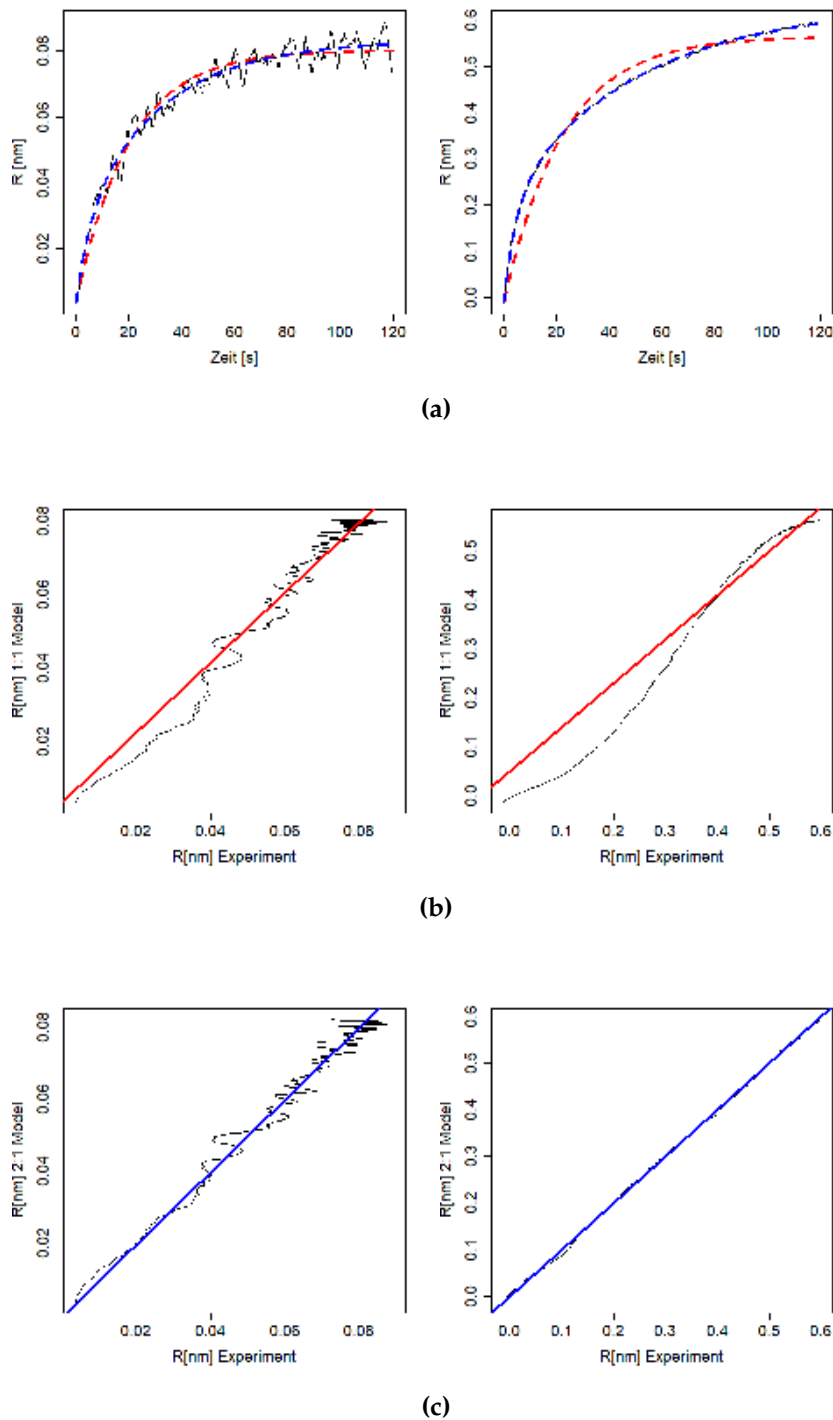 R [nm]
0.02 0.04 0.06 0.08
0 20 40 60 80 100 120
Zeit [s]
R [nm]
0.0 0.1 0.2 0.3 0.4 0.5 0.6
0 20 40 60 80 100 120
Zeit [s]
(a)
R[nm] 1:1 Model
0.02 0.04 0.06 0.08
0.02 0.04 0.06 0.08
R[nm] Experiment
R[nm] 1:1 Model
0.0 0.1 0.2 0.3 0.4 0.5
0.0 0.1 0.2 0.3 0.4 0.5 0.6
R[nm] Experiment
(b)
R[nm] 2:1 Model
0.02 0.04 0.06 0.08
0.02 0.04 0.06 0.08
R[nm] Experiment
R[nm] 2:1 Model
0.0 0.1 0.2 0.3 0.4 0.5 0.6
0.0 0.1 0.2 0.3 0.4 0.5 0.6
R[nm] Experiment
(c)